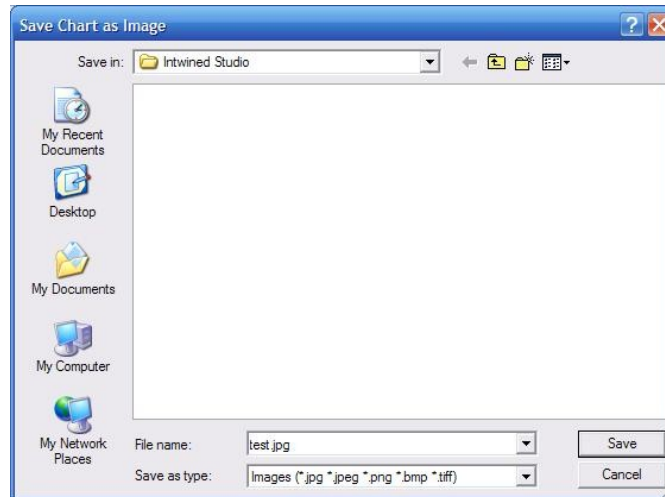 Save Chart as Image
Save in: Intwined Studio
My Recent
Documents
Desktop
My Documents
My Computer
My Network
Places
File name: test.jpg Save
Save as type: Images (*.jpg *.jpeg *.png *.bmp *.tiff) Cancel